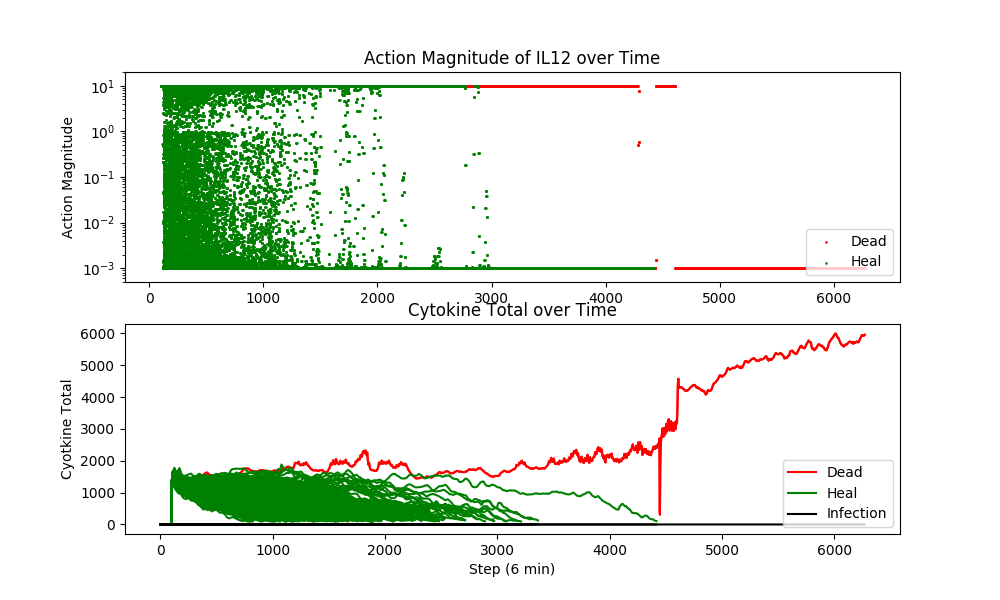 Action Magnitude of IL12 over Time
Action Magnitude
10¹
10⁰
10⁻¹
10⁻²
10⁻³
Dead
Heal
0 1000 2000 3000 4000 5000 6000
Cytokine Total over Time
Cyotkine Total
6000
5000
4000
3000
2000
1000
0
Dead
Heal
Infection
0 1000 2000 3000 4000 5000 6000
Step (6 min)